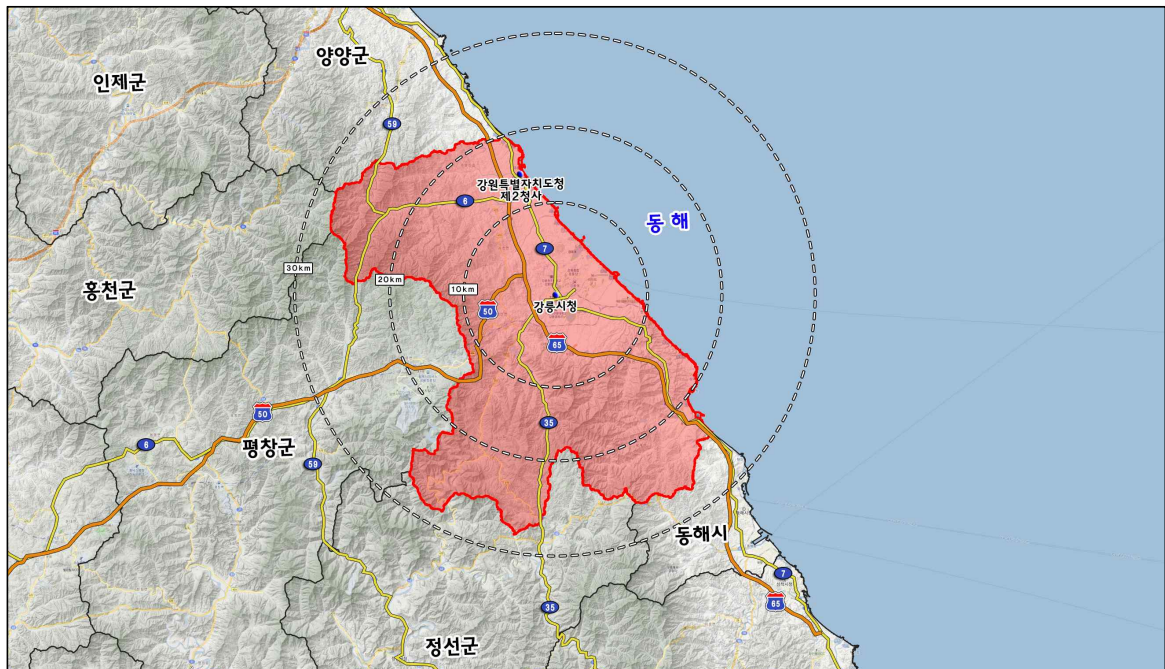 양양군
인제군
59
강원특별자치도청
제2청사
6
동 해
7
30km
20km
10km
홍천군
강릉시청
50
65
50
35
6
평창군
59
동해시
7
65
35
정선군